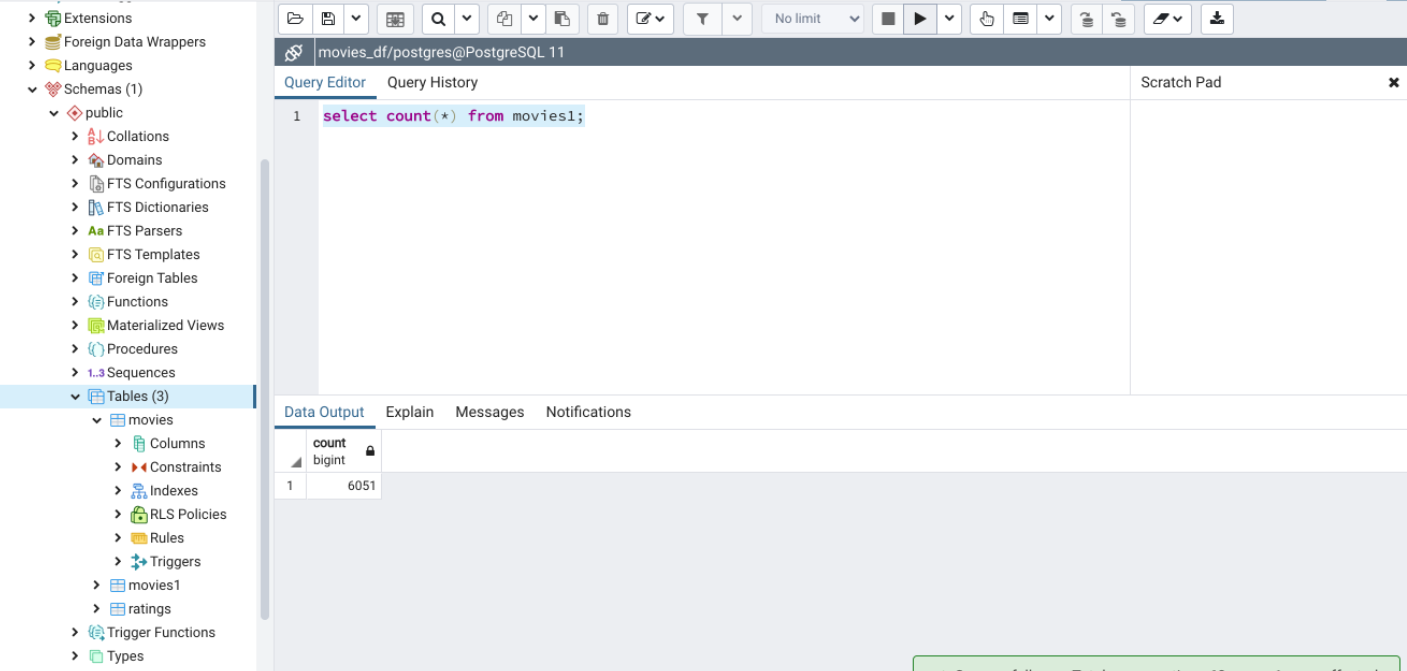 Extensions
Foreign Data Wrappers
Languages
Schemas (1)
public
Collations
Domains
FTS Configurations
FTS Dictionaries
Aa FTS Parsers
FTS Templates
Foreign Tables
Functions
Materialized Views
Procedures
1..3 Sequences
Tables (3)
movies
Columns
Constraints
Indexes
RLS Policies
Rules
Triggers
movies1
ratings
Trigger Functions
Types
No limit
movies_df/postgres@PostgreSQL 11
Query Editor Query History
Scratch Pad
1 select count(*) from movies1;
Data Output Explain Messages Notifications
count
bigint
1 6051